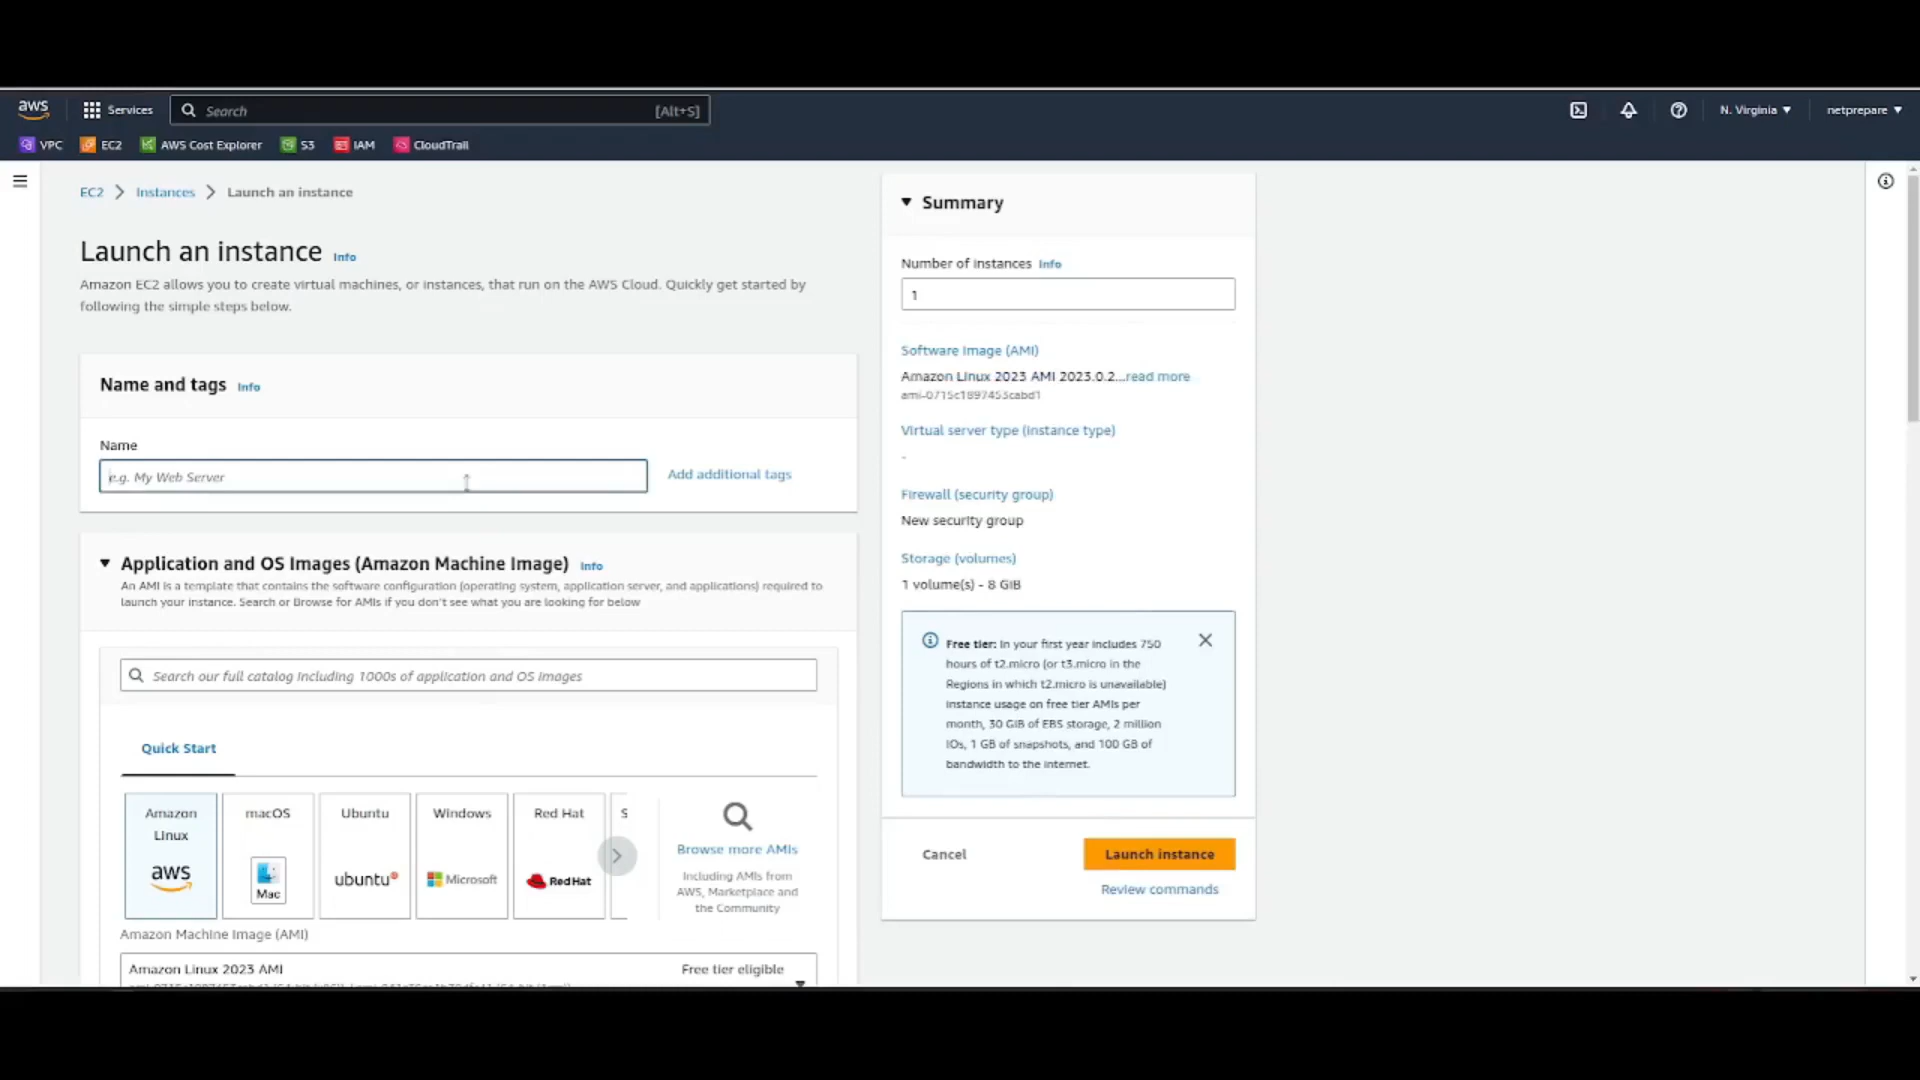 aws
Services
Search
[Alt+S]
N. Virginia
netprepare
VPC
EC2
AWS Cost Explorer
S3
IAM
CloudTrail
EC2
Instances
Launch an instance
Launch an instance Info
Amazon EC2 allows you to create virtual machines, or instances, that run on the AWS Cloud. Quickly get started by
following the simple steps below.
Name and tags Info
Name
e.g. My Web Server
Add additional tags
Application and OS Images (Amazon Machine Image) Info
An AMI is a template that contains the software configuration (operating system, application server, and applications) required to
launch your instance. Search or Browse for AMIs if you don't see what you are looking for below
Search our full catalog including 1000s of application and OS images
Quick Start
Amazon
Linux
aws
macOS
Mac
Ubuntu
ubuntu
Windows
Microsoft
Red Hat
RedHat
S
Browse more AMIs
Including AMIs from
AWS, Marketplace and
the Community
Amazon Machine Image (AMI)
Amazon Linux 2023 AMI
Free tier eligible
Summary
Number of instances Info
1
Software Image (AMI)
Amazon Linux 2023 AMI 2023.0.2...read more
ami-0715c1897453cabd1
Virtual server type (instance type)
-
Firewall (security group)
New security group
Storage (volumes)
1 volume(s) - 8 GiB
Free tier: In your first year includes 750
hours of t2.micro (or t3.micro in the
Regions in which t2.micro is unavailable)
instance usage on free tier AMIs per
month, 30 GiB of EBS storage, 2 million
IOs, 1 GB of snapshots, and 100 GB of
bandwidth to the internet.
Cancel
Launch instance
Review commands